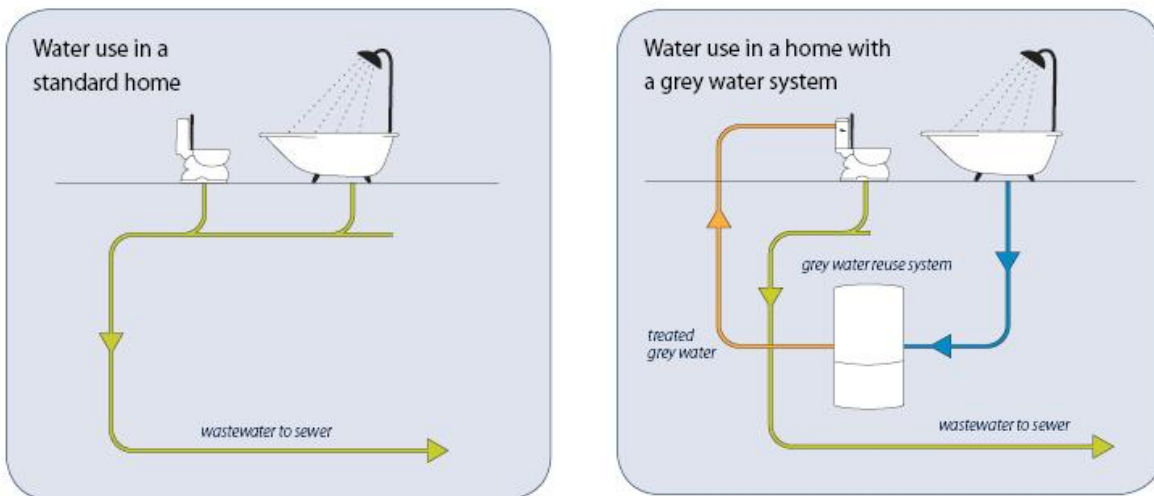 Water use in a
standard home
wastewater to sewer
Water use in a home with
a grey water system
grey water reuse system
treated
grey water
wastewater to sewer